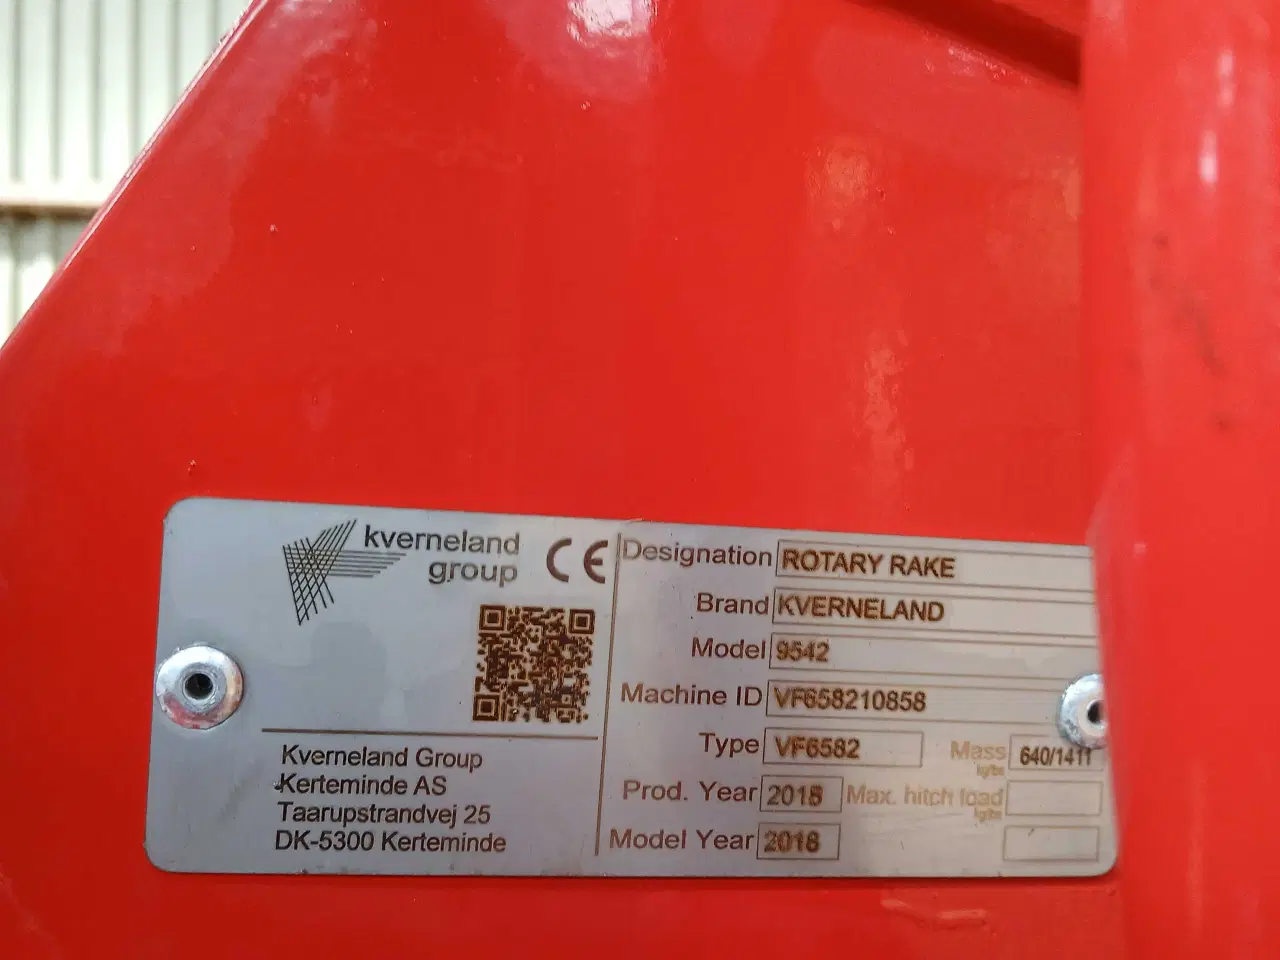 kverneland
group
CE
Kverneland Group
Kerteminde AS
Taarupstrandvej 25
DK-5300 Kerteminde
Designation ROTARY RAKE
Brand KVERNELAND
Model 9542
Machine ID VF658210858
Type VF6582 Mass kg/lbs 640/1411
Prod. Year 2018 Max. hitch load kg/lbs
Model Year 2018